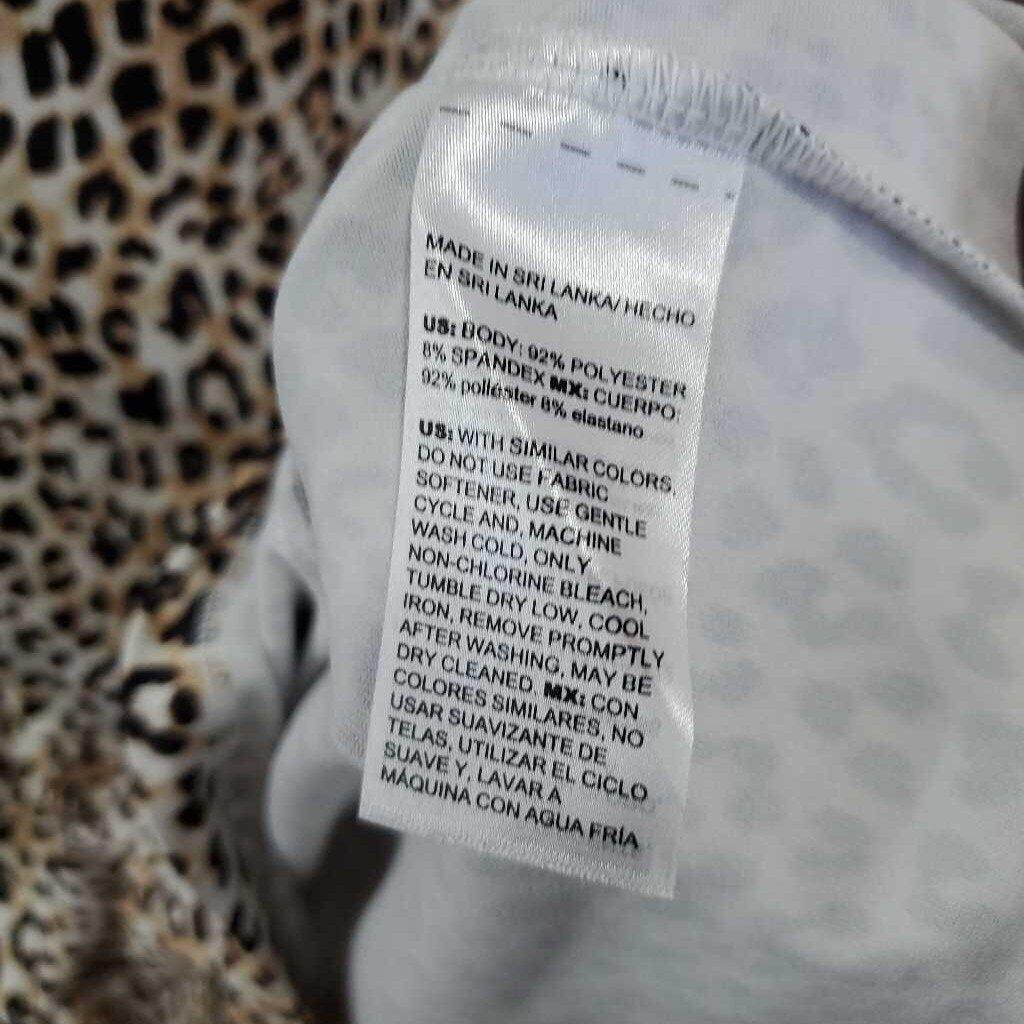 MADE IN SRI LANKA/ HECHO
EN SRI LANKA
US: BODY: 92% POLYESTER
8% SPANDEX MX: CUERPO:
92% poliéster 8% elastano
US: WITH SIMILAR COLORS,
DO NOT USE FABRIC
SOFTENER, USE GENTLE
CYCLE AND, MACHINE
WASH COLD, ONLY
NON-CHLORINE BLEACH,
TUMBLE DRY LOW, COOL
IRON, REMOVE PROMPTLY
AFTER WASHING, MAY BE
DRY CLEANED, MX: CON
COLORES SIMILARES, NO
USAR SUAVIZANTE DE
TELAS, UTILIZAR EL CICLO
SUAVE Y, LAVAR A
MÁQUINA CON AGUA FRÍA